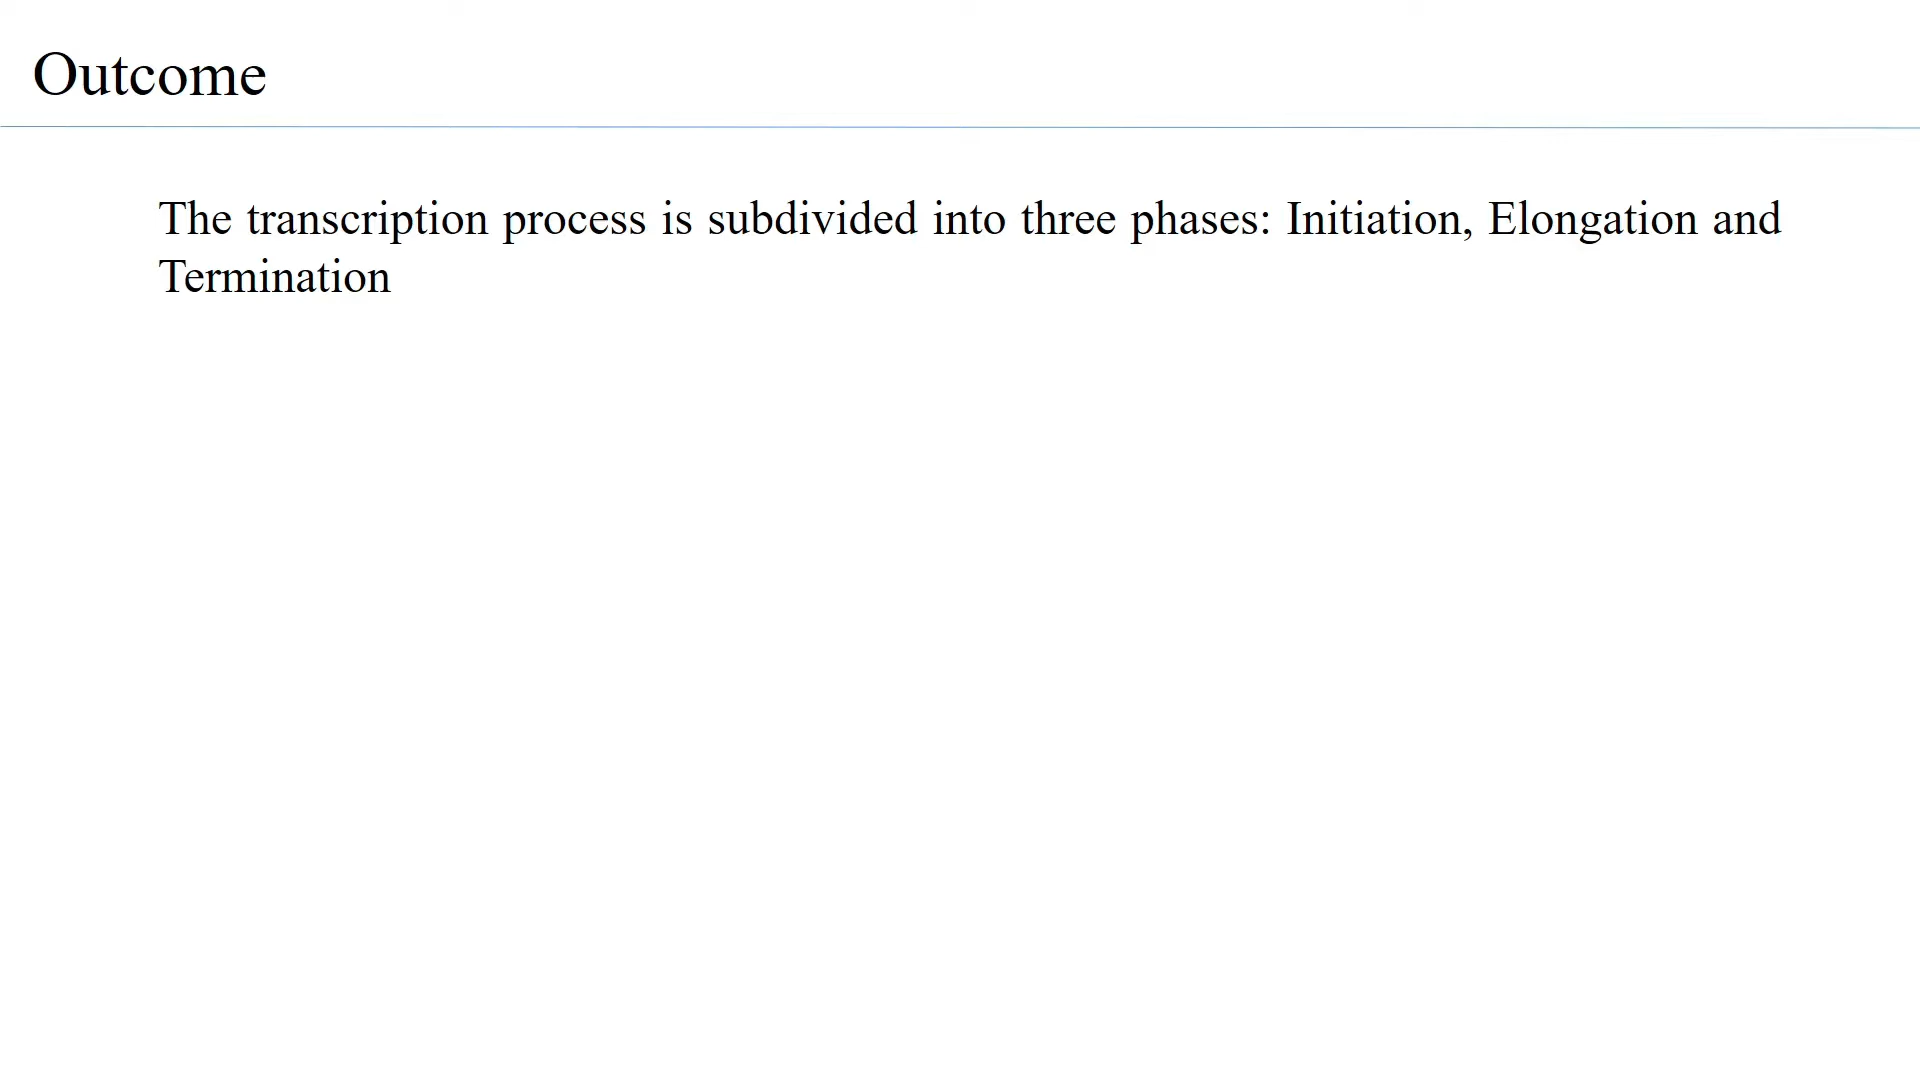 Outcome
The transcription process is subdivided into three phases: Initiation, Elongation and
Termination